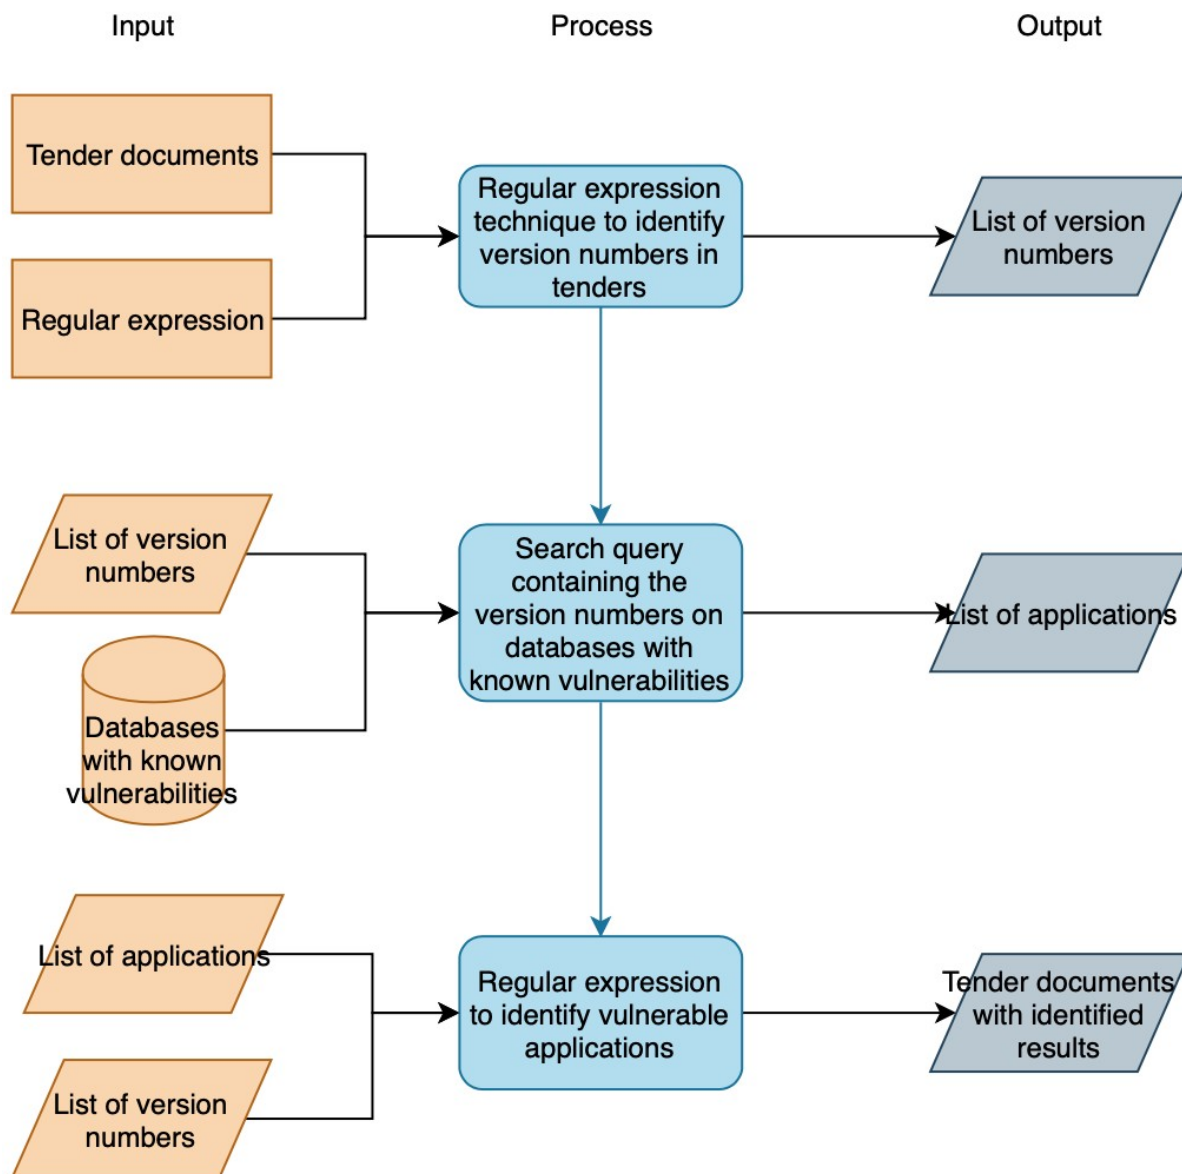 Input
Process
Output
Tender documents
Regular expression
Regular expression
technique to identify
version numbers in
tenders
List of version
numbers
List of version
numbers
Databases
with known
vulnerabilities
Search query
containing the
version numbers on
databases with
known vulnerabilities
List of applications
List of applications
List of version
numbers
Regular expression
to identify vulnerable
applications
Tender documents
with identified
results